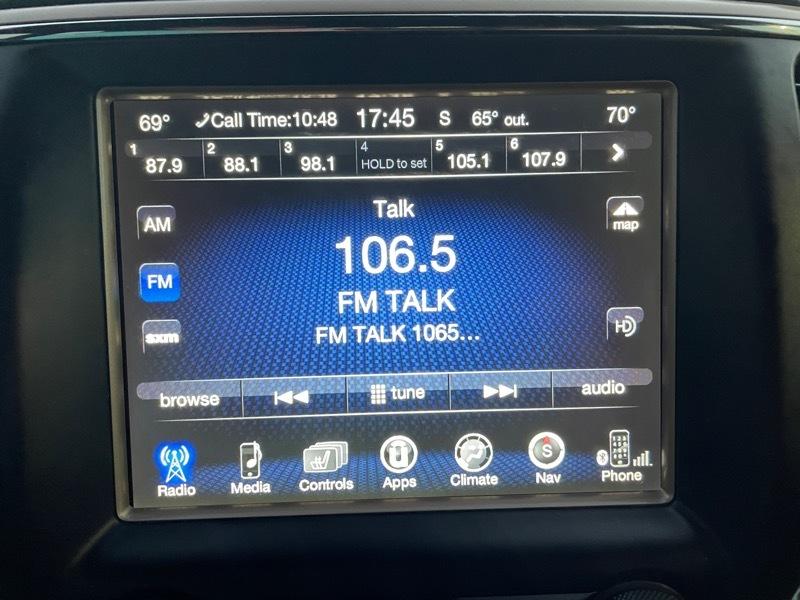 69° Call Time:10:48 17:45 S 65° out. 70°
1 87.9 2 88.1 3 98.1 4 HOLD to set 5 105.1 6 107.9
Talk
AM
map
106.5
FM
FM TALK
HD
sxm
FM TALK 1065...
browse tune audio
Radio Media Controls Apps Climate S Nav Phone